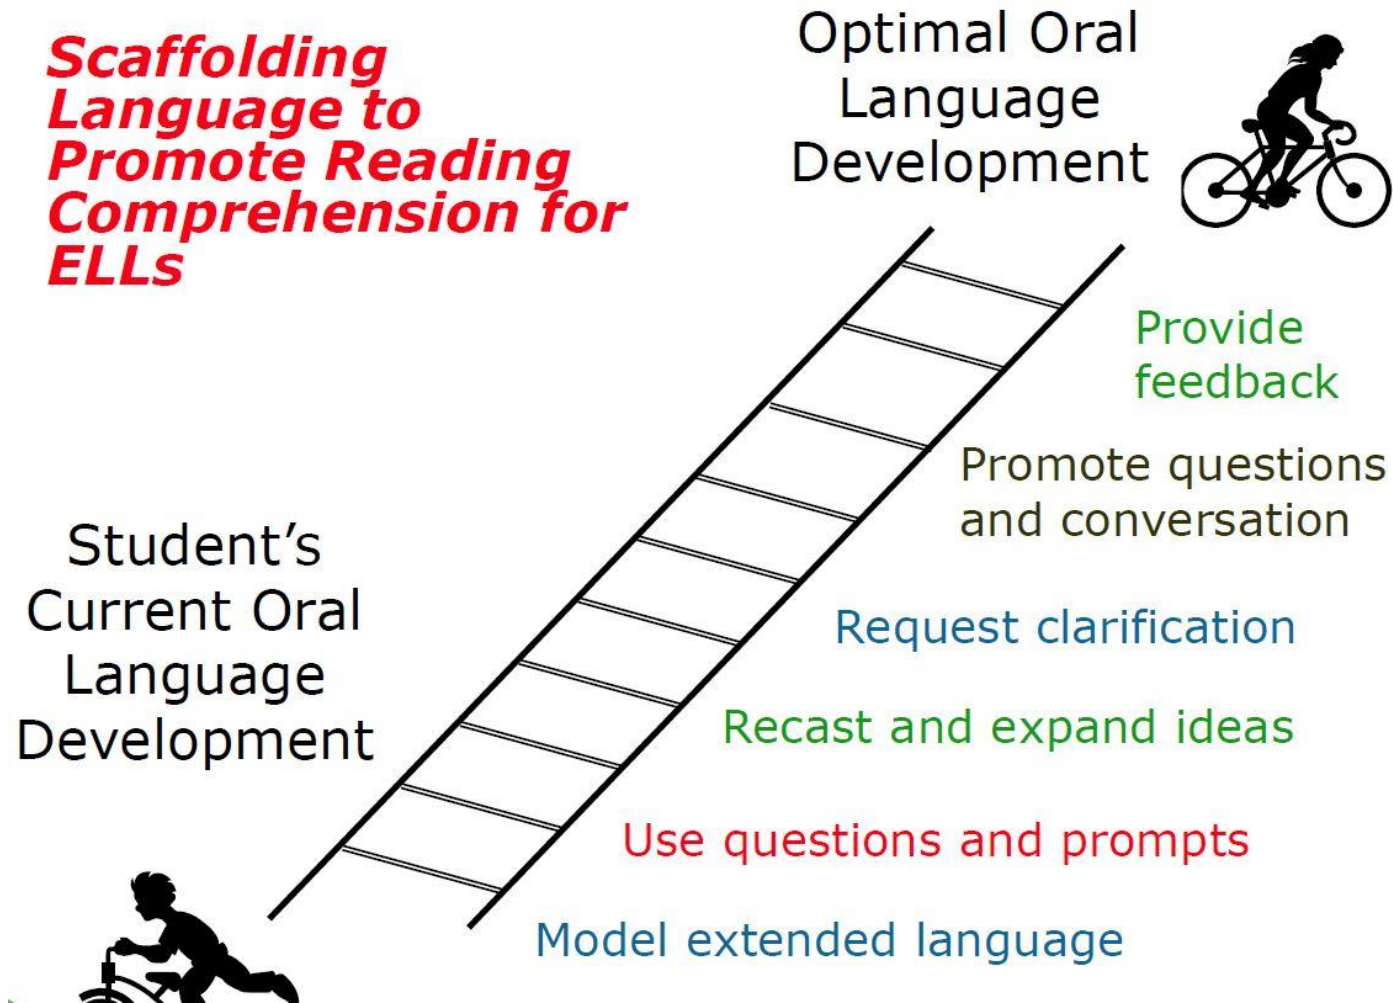 Scaffolding
Language to
Promote Reading
Comprehension for
ELLs
Optimal Oral
Language
Development
Provide
feedback
Promote questions
and conversation
Student’s
Current Oral
Language
Development
Request clarification
Recast and expand ideas
Use questions and prompts
Model extended language